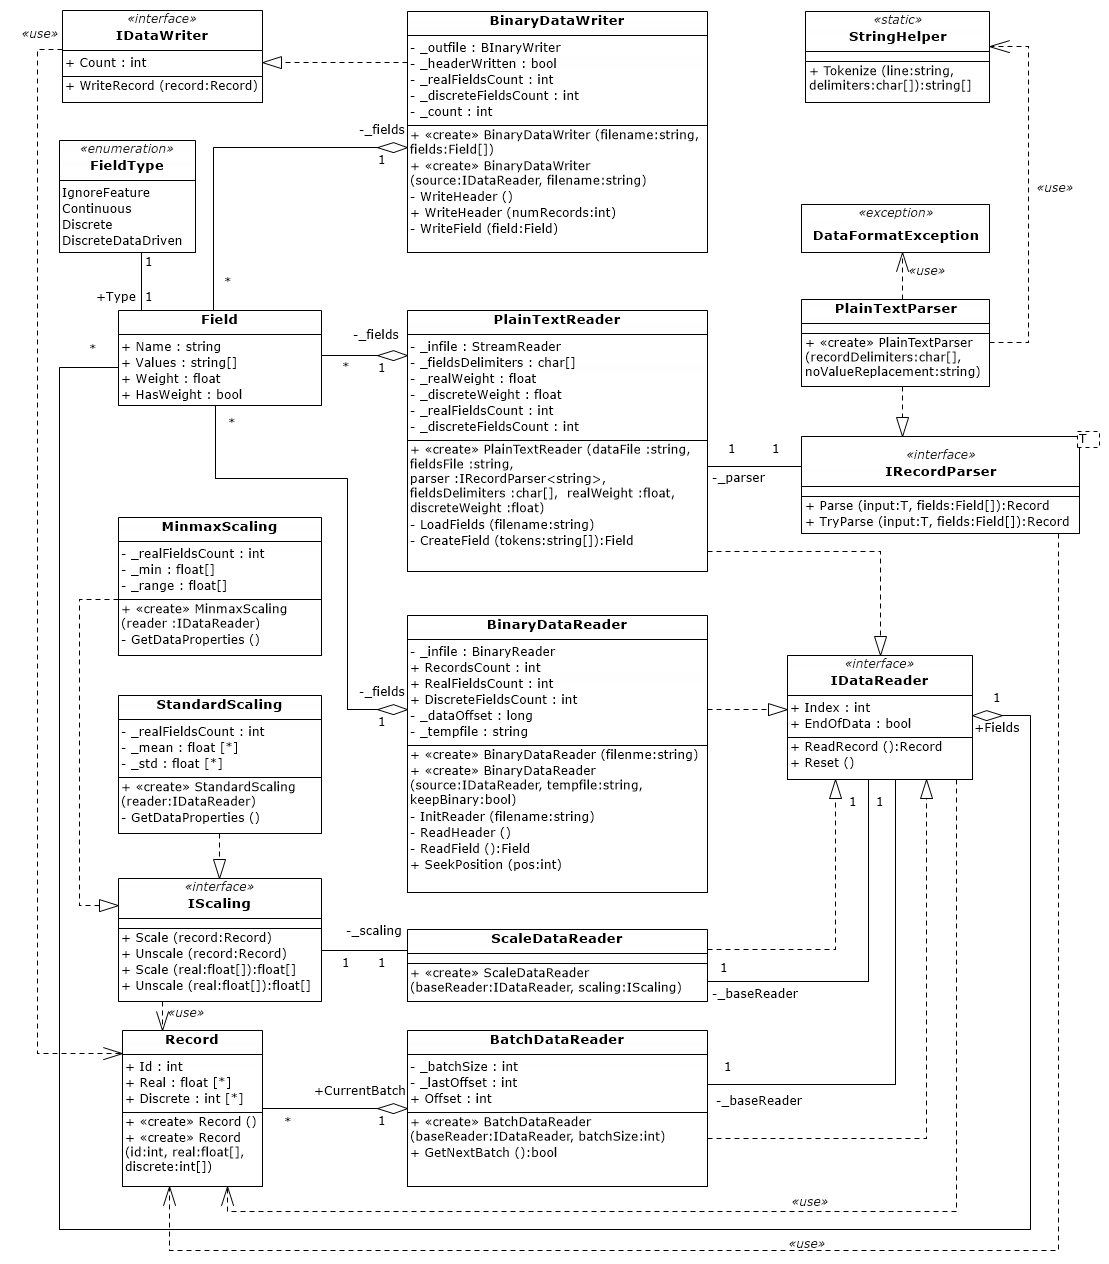 «use»
«interface»
IDataWriter
+ Count : int
+ WriteRecord (record:Record)
BinaryDataWriter
- _outfile : BInaryWriter
- _headerWritten : bool
- _realFieldsCount : int
- _discreteFieldsCount : int
- _count : int
+ «create» BinaryDataWriter (filename:string,
fields:Field[])
+ «create» BinaryDataWriter
(source:IDataReader, filename:string)
- WriteHeader ()
+ WriteHeader (numRecords:int)
- WriteField (field:Field)
«static»
StringHelper
+ Tokenize (line:string,
delimiters:char[]):string[]
-_fields
1
*
«enumeration»
FieldType
IgnoreFeature
Continuous
Discrete
DiscreteDataDriven
1
+Type
1
«use»
«exception»
DataFormatException
«use»
Field
+ Name : string
+ Values : string[]
+ Weight : float
+ HasWeight : bool
*
*
-_fields
*
1
PlainTextReader
- _infile : StreamReader
- _fieldsDelimiters : char[]
- _realWeight : float
- _discreteWeight : float
- _realFieldsCount : int
- _discreteFieldsCount : int
+ «create» PlainTextReader (dataFile :string,
fieldsFile :string,
parser :IRecordParser<string>,
fieldsDelimiters :char[],  realWeight :float,
discreteWeight :float)
- LoadFields (filename:string)
- CreateField (tokens:string[]):Field
PlainTextParser
+ «create» PlainTextParser
(recordDelimiters:char[],
noValueReplacement:string)
1
1
-_parser
T
«interface»
IRecordParser
+ Parse (input:T, fields:Field[]):Record
+ TryParse (input:T, fields:Field[]):Record
MinmaxScaling
- _realFieldsCount : int
- _min : float[]
- _range : float[]
+ «create» MinmaxScaling
(reader :IDataReader)
- GetDataProperties ()
BinaryDataReader
- _infile : BinaryReader
+ RecordsCount : int
+ RealFieldsCount : int
+ DiscreteFieldsCount : int
- _dataOffset : long
- _tempfile : string
+ «create» BinaryDataReader (filenme:string)
+ «create» BinaryDataReader
(source:IDataReader, tempfile:string,
keepBinary:bool)
- InitReader (filename:string)
- ReadHeader ()
- ReadField ():Field
+ SeekPosition (pos:int)
-_fields
1
«interface»
IDataReader
+ Index : int
+ EndOfData : bool
+ ReadRecord ():Record
+ Reset ()
1
+Fields
1
1
StandardScaling
- _realFieldsCount : int
- _mean : float [*]
- _std : float [*]
+ «create» StandardScaling
(reader:IDataReader)
- GetDataProperties ()
«interface»
IScaling
+ Scale (record:Record)
+ Unscale (record:Record)
+ Scale (real:float[]):float[]
+ Unscale (real:float[]):float[]
-_scaling
1
1
ScaleDataReader
+ «create» ScaleDataReader
(baseReader:IDataReader, scaling:IScaling)
1
-_baseReader
«use»
Record
+ Id : int
+ Real : float [*]
+ Discrete : int [*]
+ «create» Record ()
+ «create» Record
(id:int, real:float[],
discrete:int[])
+CurrentBatch
*
1
BatchDataReader
- _batchSize : int
- _lastOffset : int
+ Offset : int
+ «create» BatchDataReader
(baseReader:IDataReader, batchSize:int)
+ GetNextBatch ():bool
1
-_baseReader
«use»
«use»